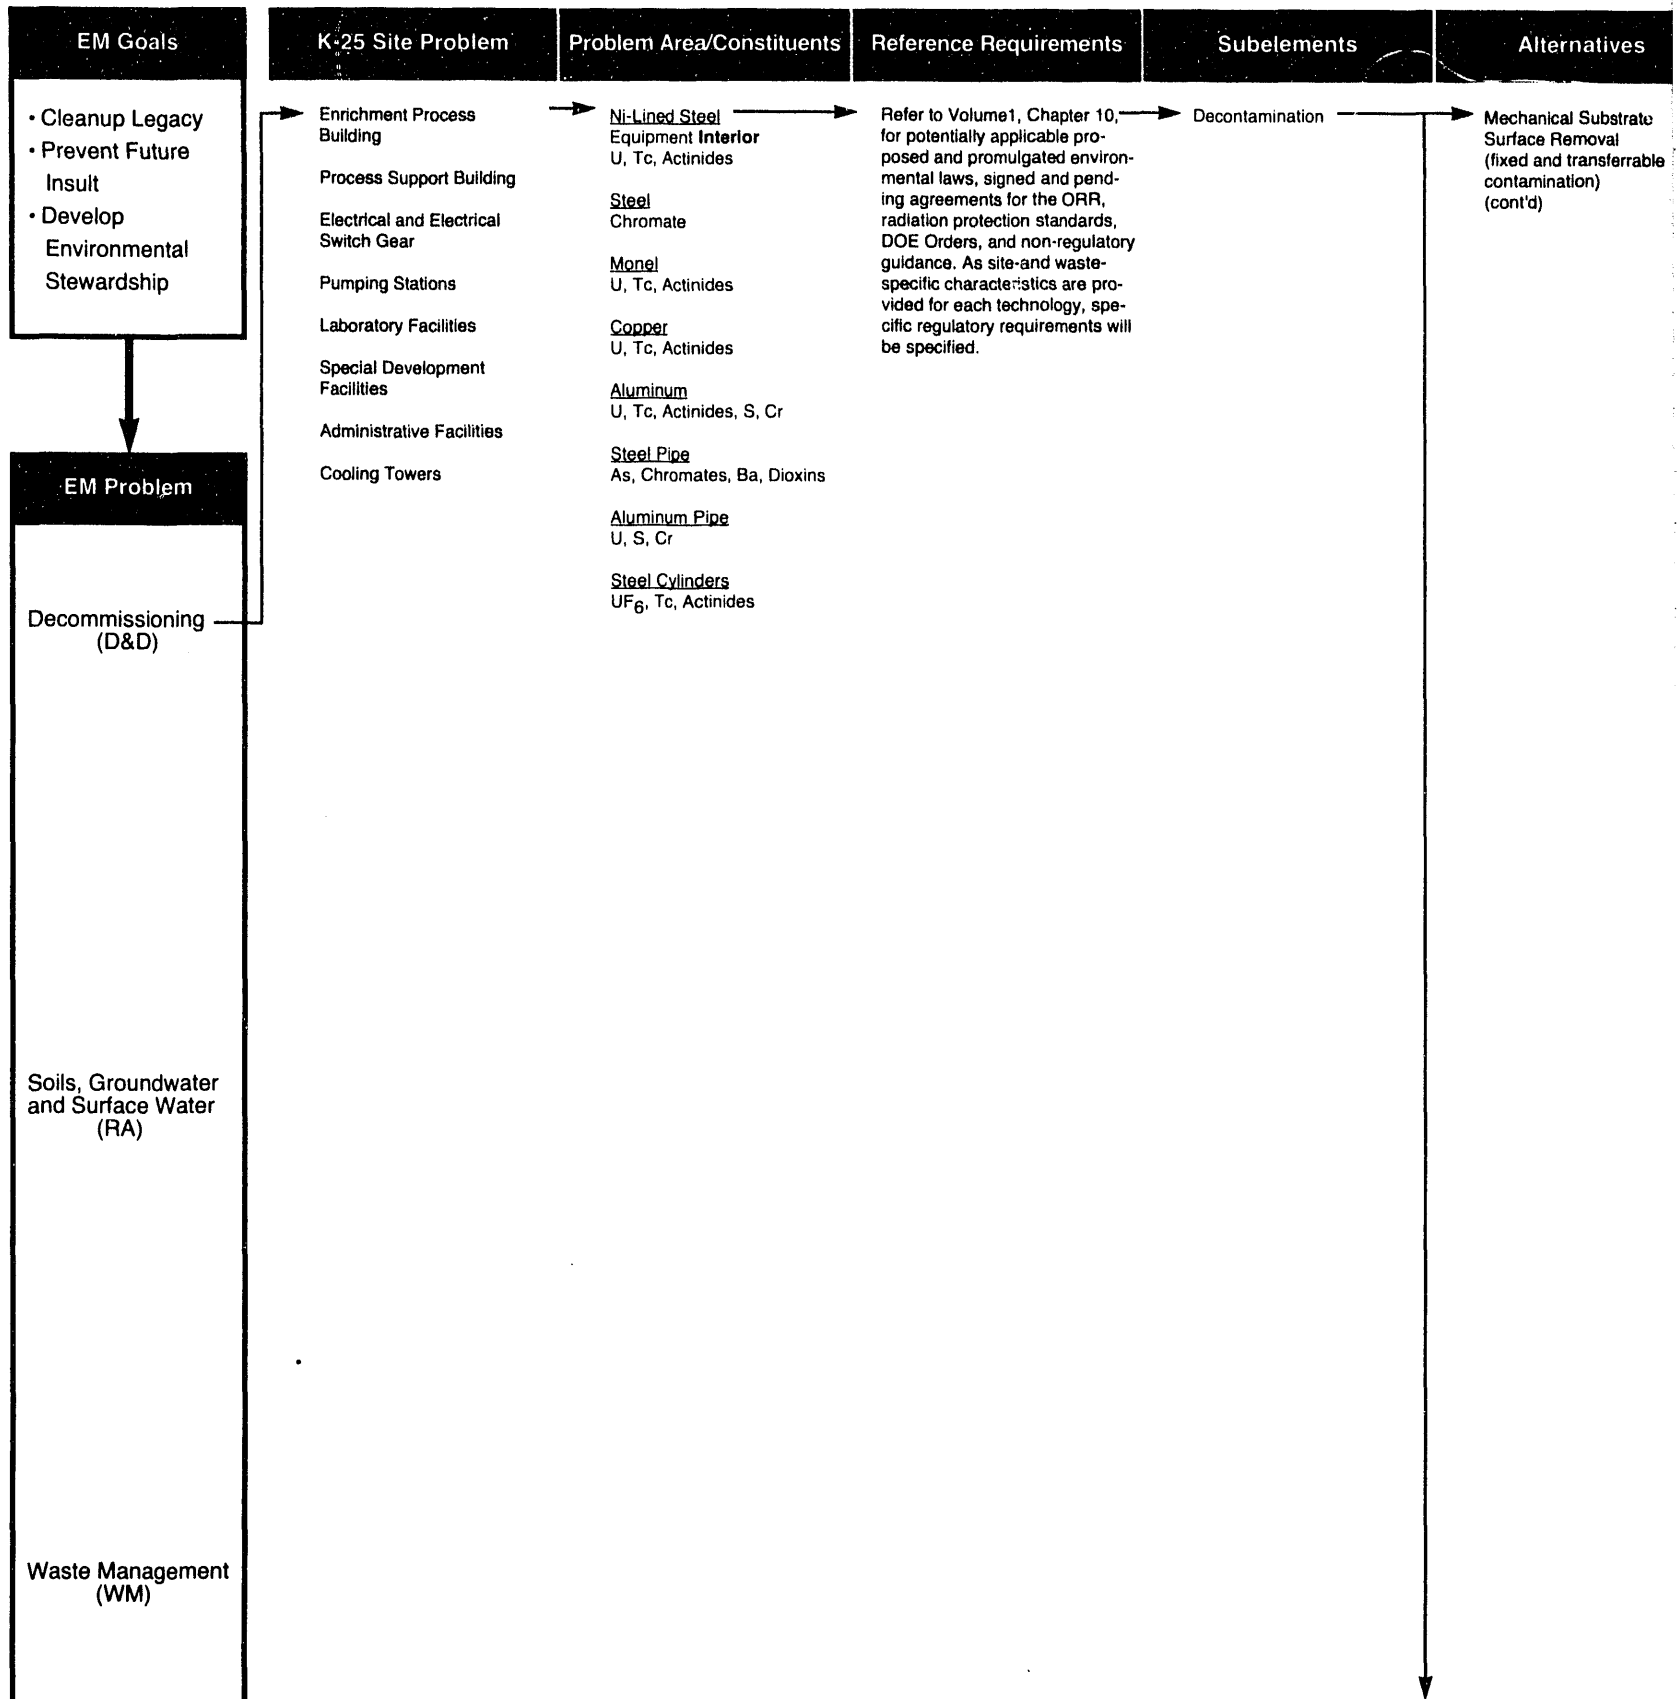 EM Goals
• Cleanup Legacy
• Prevent Future
Insult
• Develop
Environmental
Stewardship
EM Problem
Decommissioning
(D&D)
Soils, Groundwater
and Surface Water
(RA)
Waste Management
(WM)
K-25 Site Problem
Enrichment Process
Building
Process Support Building
Electrical and Electrical
Switch Gear
Pumping Stations
Laboratory Facilities
Special Development
Facilities
Administrative Facilities
Cooling Towers
Problem Area/Constituents
Ni-Lined Steel
Equipment Interior
U, Tc, Actinides
Steel
Chromate
Monel
U, Tc, Actinides
Copper
U, Tc, Actinides
Aluminum
U, Tc, Actinides, S, Cr
Steel Pipe
As, Chromates, Ba, Dioxins
Aluminum Pipe
U, S, Cr
Steel Cylinders
UF6, Tc, Actinides
Reference Requirements
Refer to Volume1, Chapter 10,
for potentially applicable pro-
posed and promulgated environ-
mental laws, signed and pend-
ing agreements for the ORR,
radiation protection standards,
DOE Orders, and non-regulatory
guidance. As site-and waste-
specific characteristics are pro-
vided for each technology, spe-
cific regulatory requirements will
be specified.
Subelements
Decontamination
Alternatives
Mechanical Substrate
Surface Removal
(fixed and transferrable
contamination)
(cont'd)